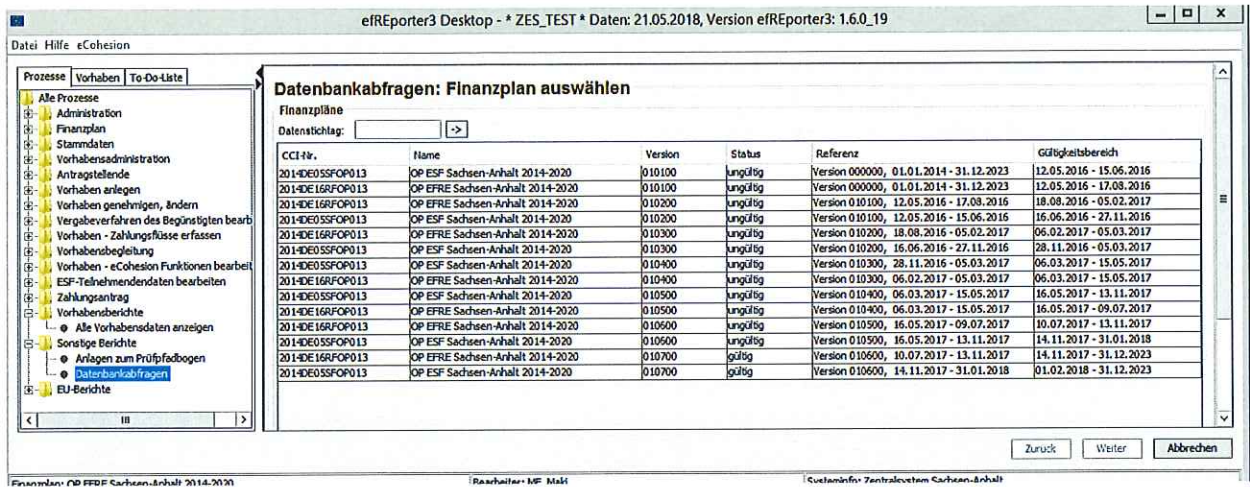 efREporter3 Desktop - * ZES_TEST * Daten: 21.05.2018, Version efREporter3: 1.6.0_19
Datei Hilfe eCohesion
Prozesse Vorhaben To-Do-Liste
Alle Prozesse
Administration
Finanzplan
Stammdaten
Vorhabensadministration
Antragstellende
Vorhaben anlegen
Vorhaben genehmigen, ändern
Vergabeverfahren des Begünstigten bearb
Vorhaben - Zahlungsflüsse erfassen
Vorhabensbegleitung
Vorhaben - eCohesion Funktionen bearbeit
ESF-Teilnehmendendaten bearbeiten
Zahlungsantrag
Vorhabensberichte
Alle Vorhabensdaten anzeigen
Sonstige Berichte
Anlagen zum Prüfpfadbogen
Datenbankabfragen
EU-Berichte
Datenbankabfragen: Finanzplan auswählen
Finanzpläne
Datenstichtag: ->
CCI-Nr. Name Version Status Referenz Gültigkeitsbereich
2014DE05SFOP013 OP ESF Sachsen-Anhalt 2014-2020 010100 ungültig Version 000000, 01.01.2014 - 31.12.2023 12.05.2016 - 15.06.2016
2014DE16RFOP013 OP EFRE Sachsen-Anhalt 2014-2020 010100 ungültig Version 000000, 01.01.2014 - 31.12.2023 12.05.2016 - 17.08.2016
2014DE16RFOP013 OP EFRE Sachsen-Anhalt 2014-2020 010200 ungültig Version 010100, 12.05.2016 - 17.08.2016 18.08.2016 - 05.02.2017
2014DE05SFOP013 OP ESF Sachsen-Anhalt 2014-2020 010200 ungültig Version 010100, 12.05.2016 - 15.06.2016 16.06.2016 - 27.11.2016
2014DE16RFOP013 OP EFRE Sachsen-Anhalt 2014-2020 010300 ungültig Version 010200, 18.08.2016 - 05.02.2017 06.02.2017 - 05.03.2017
2014DE05SFOP013 OP ESF Sachsen-Anhalt 2014-2020 010300 ungültig Version 010200, 16.06.2016 - 27.11.2016 28.11.2016 - 05.03.2017
2014DE05SFOP013 OP ESF Sachsen-Anhalt 2014-2020 010400 ungültig Version 010300, 28.11.2016 - 05.03.2017 06.03.2017 - 15.05.2017
2014DE16RFOP013 OP EFRE Sachsen-Anhalt 2014-2020 010400 ungültig Version 010300, 06.02.2017 - 05.03.2017 06.03.2017 - 15.05.2017
2014DE05SFOP013 OP ESF Sachsen-Anhalt 2014-2020 010500 ungültig Version 010400, 06.03.2017 - 15.05.2017 16.05.2017 - 13.11.2017
2014DE16RFOP013 OP EFRE Sachsen-Anhalt 2014-2020 010500 ungültig Version 010400, 06.03.2017 - 15.05.2017 16.05.2017 - 09.07.2017
2014DE16RFOP013 OP EFRE Sachsen-Anhalt 2014-2020 010600 ungültig Version 010500, 16.05.2017 - 09.07.2017 10.07.2017 - 13.11.2017
2014DE05SFOP013 OP ESF Sachsen-Anhalt 2014-2020 010600 ungültig Version 010500, 16.05.2017 - 13.11.2017 14.11.2017 - 31.01.2018
2014DE16RFOP013 OP EFRE Sachsen-Anhalt 2014-2020 010700 gültig Version 010600, 10.07.2017 - 13.11.2017 14.11.2017 - 31.12.2023
2014DE05SFOP013 OP ESF Sachsen-Anhalt 2014-2020 010700 gültig Version 010600, 14.11.2017 - 31.01.2018 01.02.2018 - 31.12.2023
Zurück Weiter Abbrechen
Finanzplan: OP EFRE Sachsen-Anhalt 2014-2020 Bearbeiter: MF, Systeminfo: Zentralsystem Sachsen-Anhalt